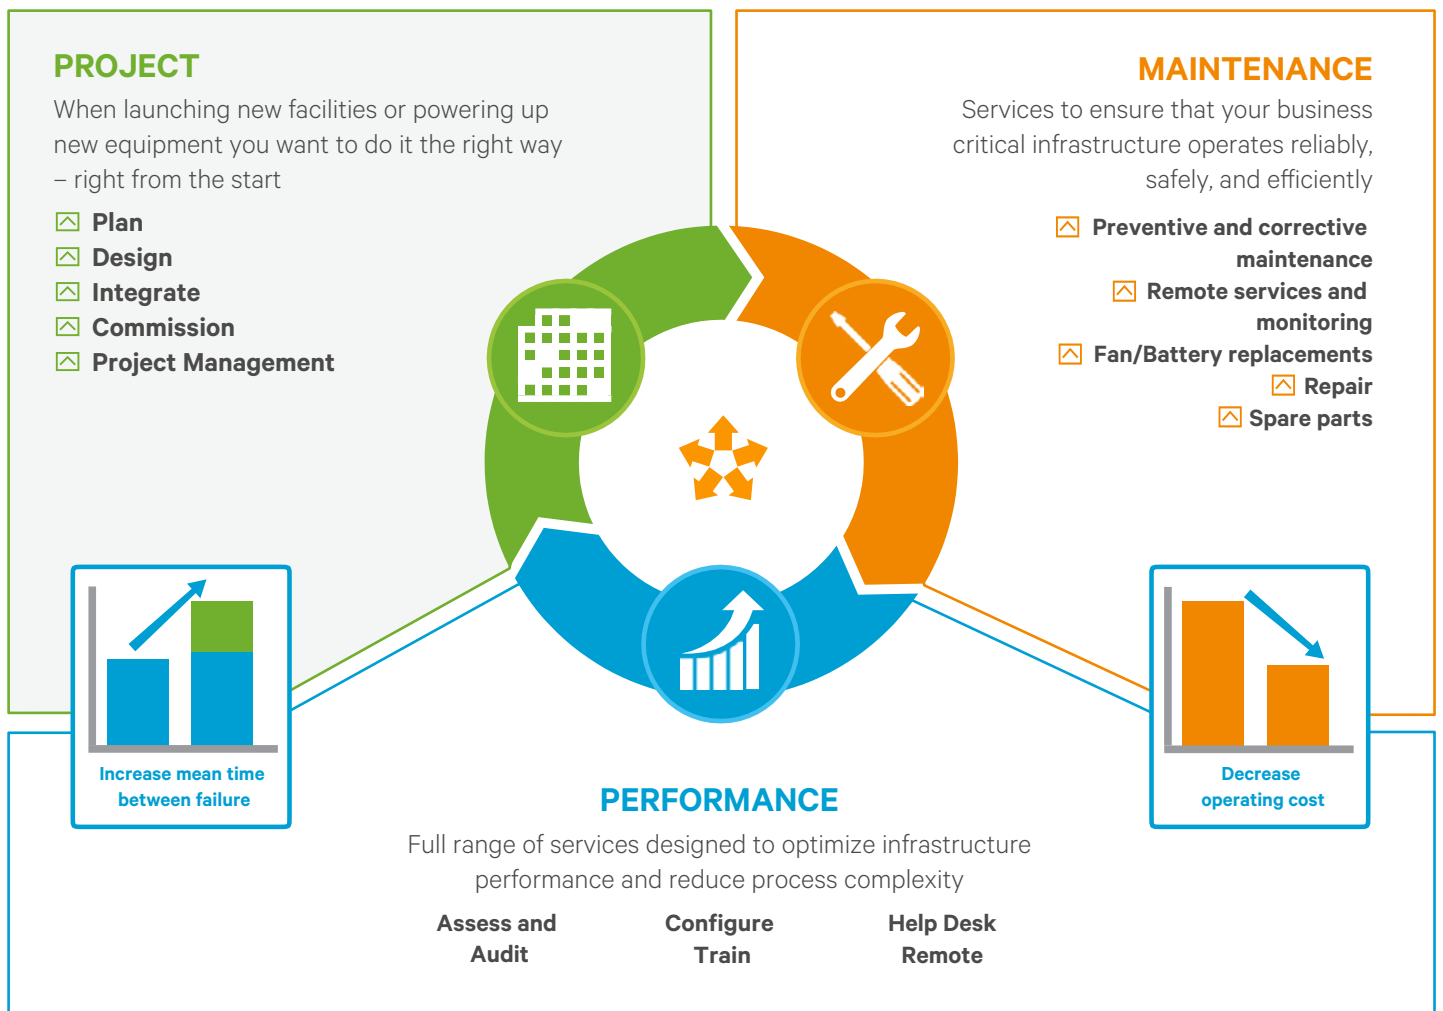 PROJECT
When launching new facilities or powering up
new equipment you want to do it the right way
– right from the start
Plan
Design
Integrate
Commission
Project Management
MAINTENANCE
Services to ensure that your business
critical infrastructure operates reliably,
safely, and efficiently
Preventive and corrective
maintenance
Remote services and
monitoring
Fan/Battery replacements
Repair
Spare parts
Increase mean time
between failure
Decrease
operating cost
PERFORMANCE
Full range of services designed to optimize infrastructure
performance and reduce process complexity
Assess and
Audit
Configure
Train
Help Desk
Remote